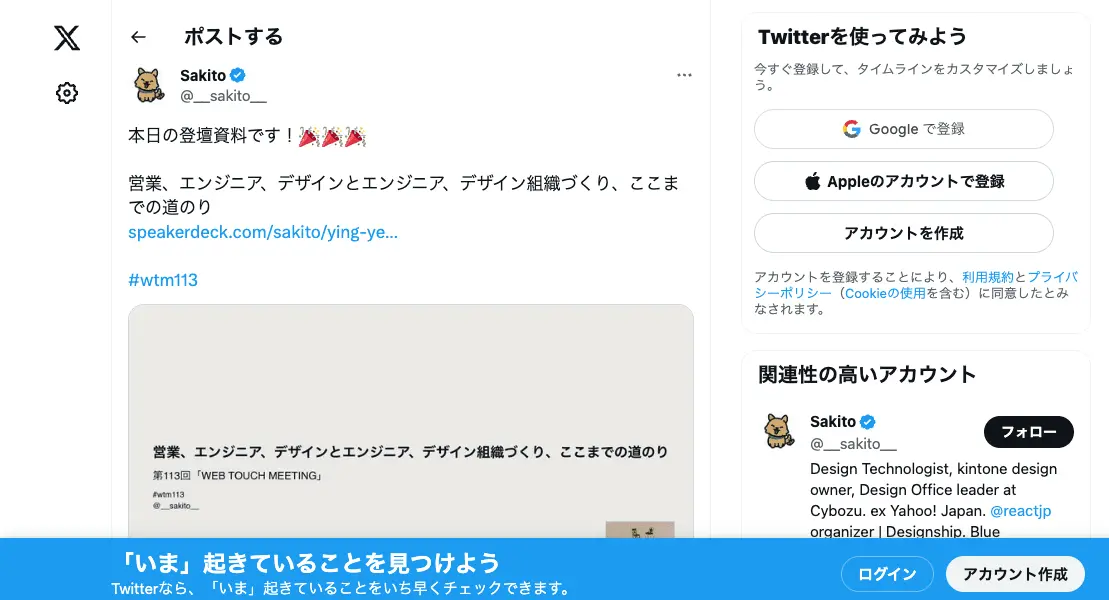 ポストする
Sakito
@__sakito__
本日の登壇資料です！🎉🎉🎉
営業、エンジニア、デザインとエンジニア、デザイン組織づくり、ここま
での道のり
speakerdeck.com/sakito/ying-ye...
#wtm113
営業、エンジニア、デザインとエンジニア、デザイン組織づくり、ここまでの道のり
第113回「WEB TOUCH MEETING」
#wtm113
@__sakito__
Twitterを使ってみよう
今すぐ登録して、タイムラインをカスタマイズしましょ
う。
Google で登録
Appleのアカウントで登録
アカウントを作成
アカウントを登録することにより、利用規約とプライバ
シーポリシー（Cookieの使用を含む）に同意したとみ
なされます。
関連性の高いアカウント
Sakito
@__sakito__
フォロー
Design Technologist, kintone design
owner, Design Office leader at
Cybozu. ex Yahoo! Japan. @reactjp
organizer | Designship. Blue
「いま」起きていることを見つけよう
Twitterなら、「いま」起きていることをいち早くチェックできます。
ログイン
アカウント作成